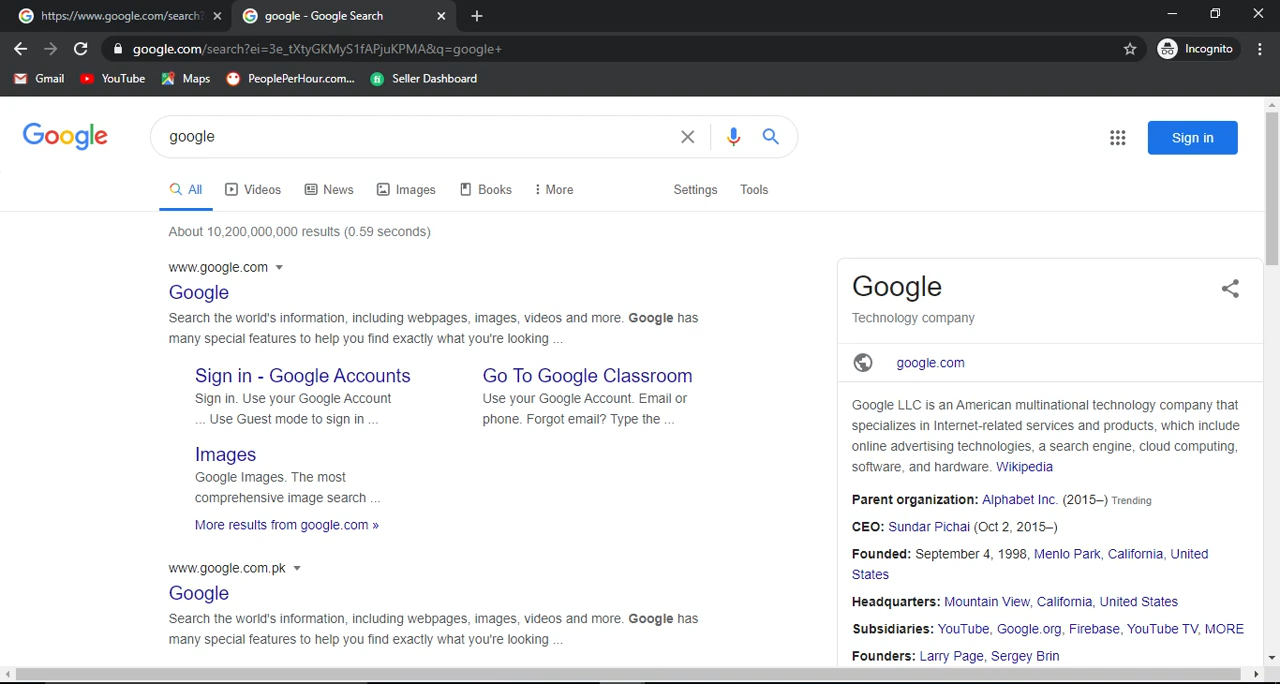 https://www.google.com/search?
google - Google Search
google.com/search?ei=3e_tXtyGKMyS1fAPjuKPMA&q=google+
Incognito
Gmail
YouTube
Maps
PeoplePerHour.com...
Seller Dashboard
Google
google
Sign in
All
Videos
News
Images
Books
More
Settings
Tools
About 10,200,000,000 results (0.59 seconds)
www.google.com
Google
Search the world's information, including webpages, images, videos and more. Google has
many special features to help you find exactly what you're looking ...
Sign in - Google Accounts
Sign in. Use your Google Account
... Use Guest mode to sign in ...
Go To Google Classroom
Use your Google Account. Email or
phone. Forgot email? Type the ...
Images
Google Images. The most
comprehensive image search ...
More results from google.com »
www.google.com.pk
Google
Search the world's information, including webpages, images, videos and more. Google has
many special features to help you find exactly what you're looking ...
Google
Technology company
google.com
Google LLC is an American multinational technology company that
specializes in Internet-related services and products, which include
online advertising technologies, a search engine, cloud computing,
software, and hardware. Wikipedia
Parent organization: Alphabet Inc. (2015–) Trending
CEO: Sundar Pichai (Oct 2, 2015–)
Founded: September 4, 1998, Menlo Park, California, United
States
Headquarters: Mountain View, California, United States
Subsidiaries: YouTube, Google.org, Firebase, YouTube TV, MORE
Founders: Larry Page, Sergey Brin